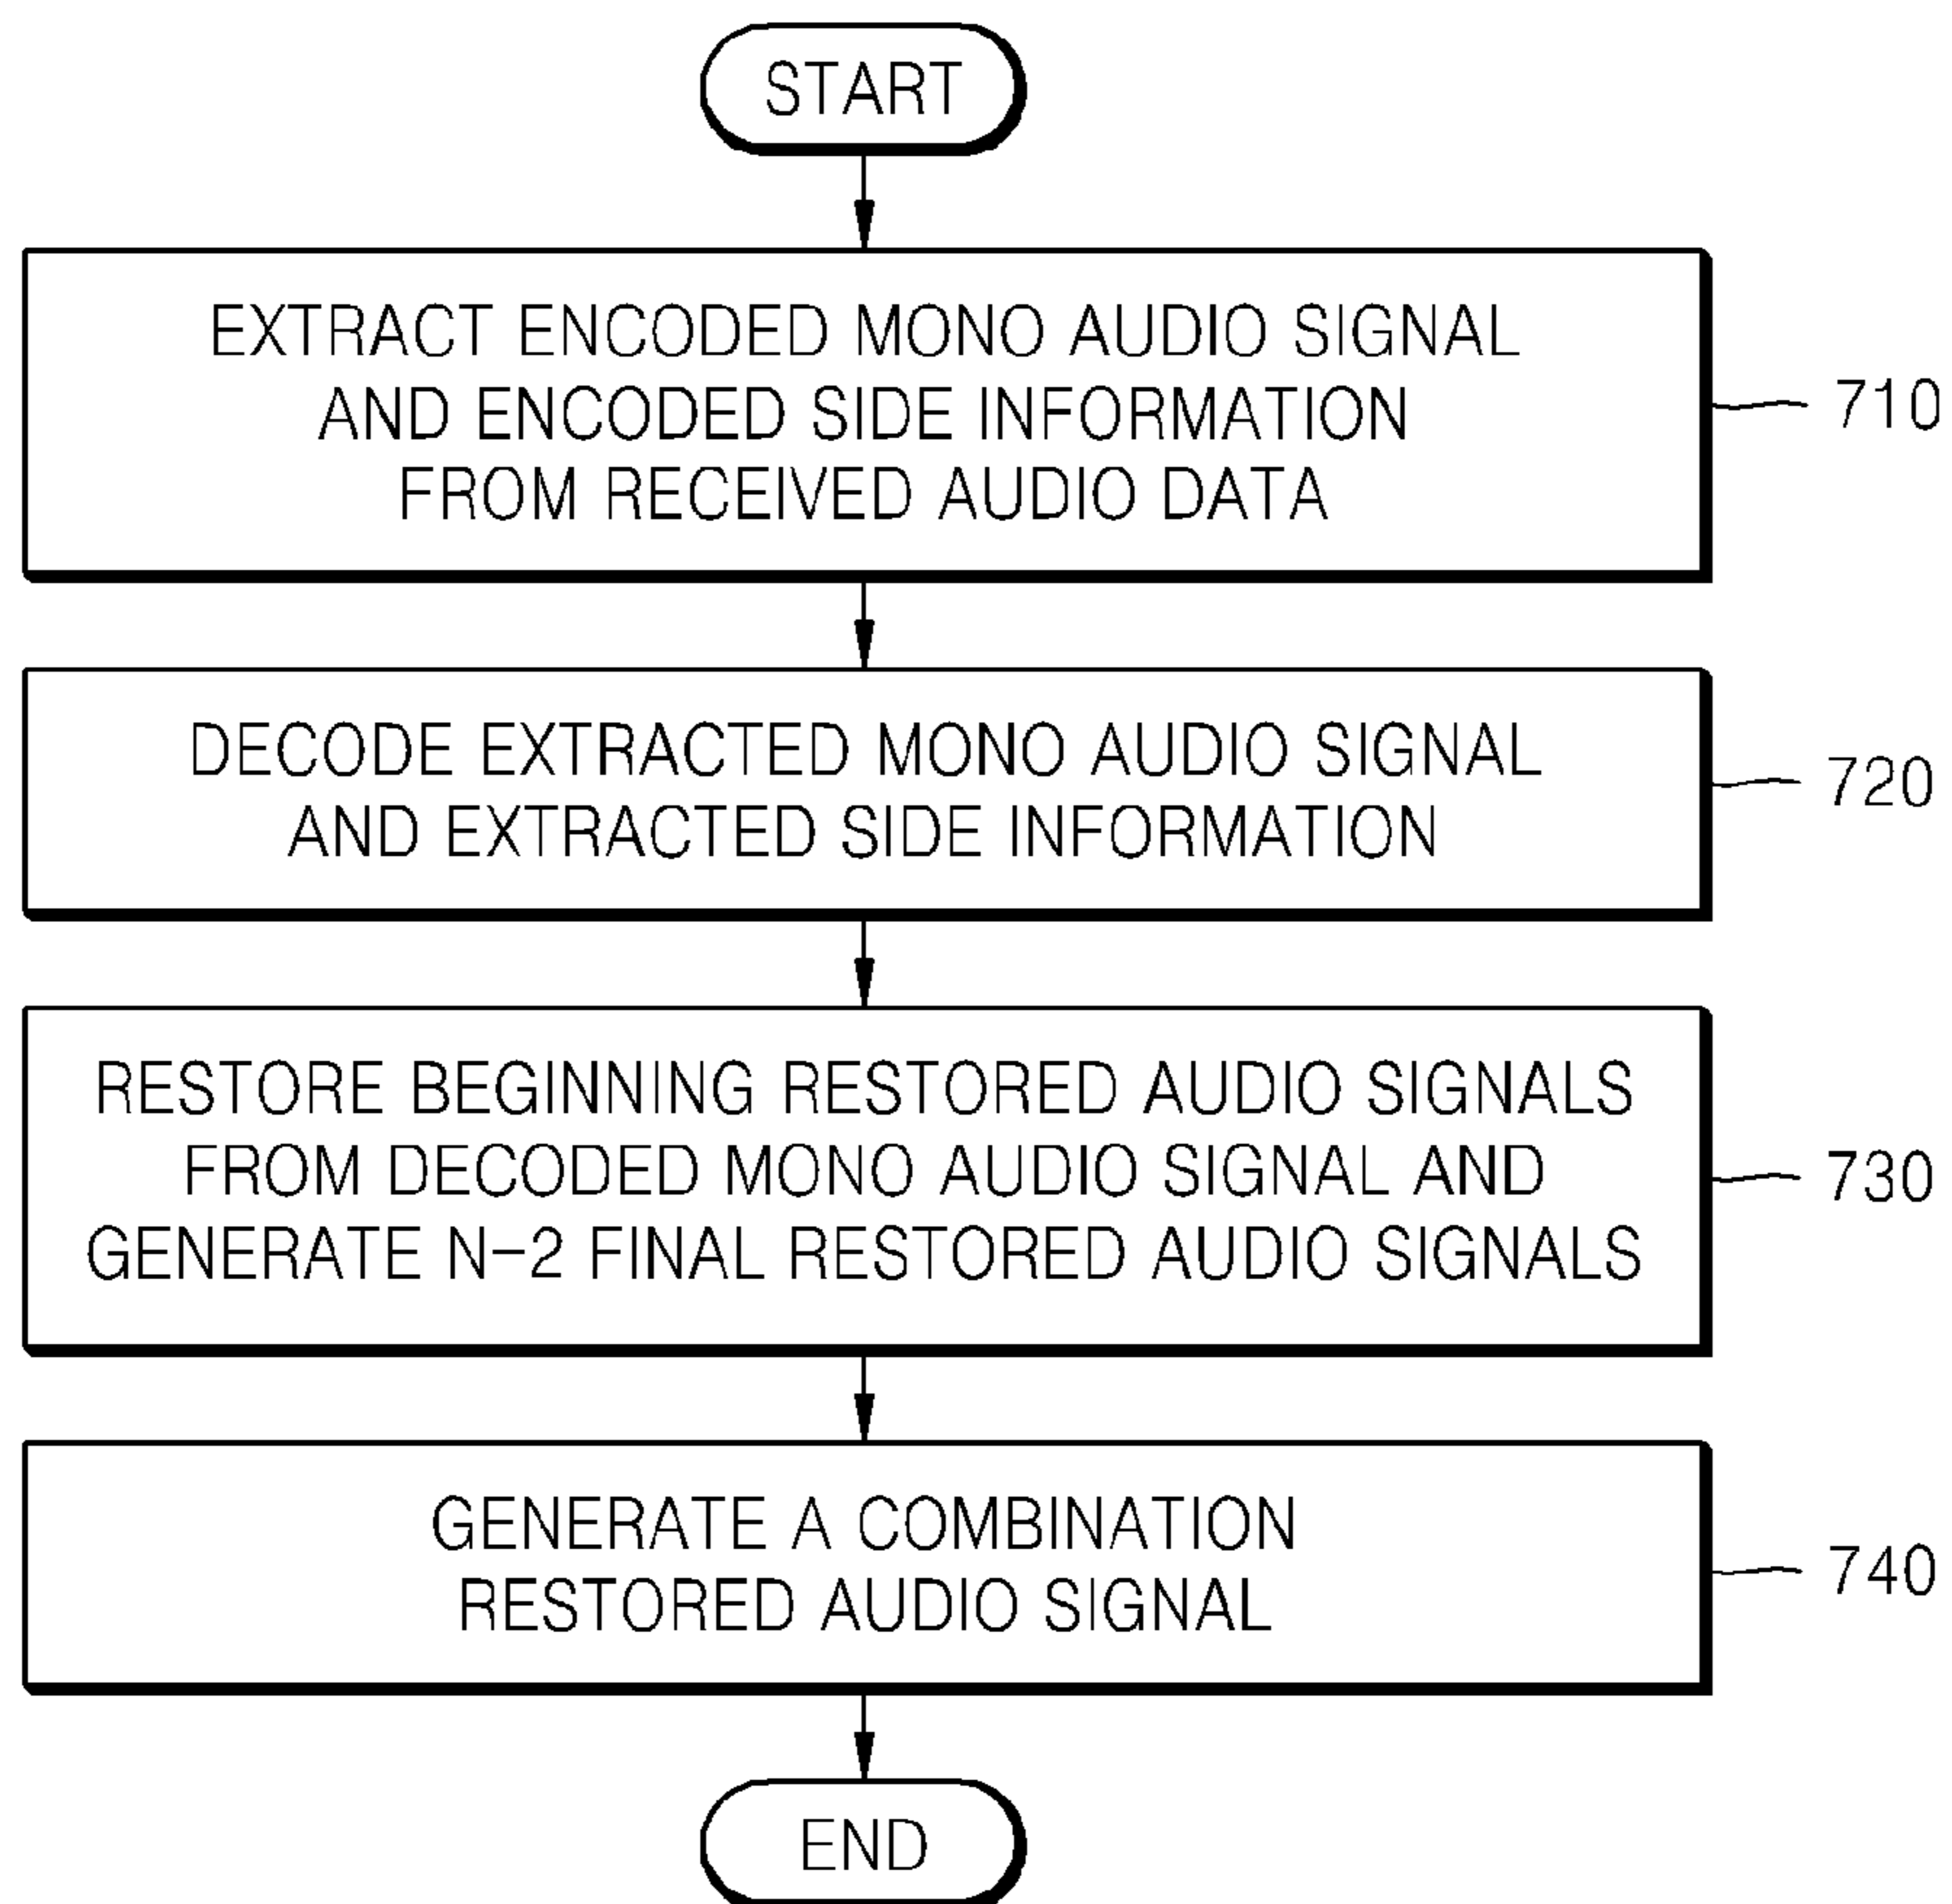 START
EXTRACT ENCODED MONO AUDIO SIGNAL
AND ENCODED SIDE INFORMATION
FROM RECEIVED AUDIO DATA
710
DECODE EXTRACTED MONO AUDIO SIGNAL
AND EXTRACTED SIDE INFORMATION
720
RESTORE BEGINNING RESTORED AUDIO SIGNALS
FROM DECODED MONO AUDIO SIGNAL AND
GENERATE N-2 FINAL RESTORED AUDIO SIGNALS
730
GENERATE A COMBINATION
RESTORED AUDIO SIGNAL
740
END